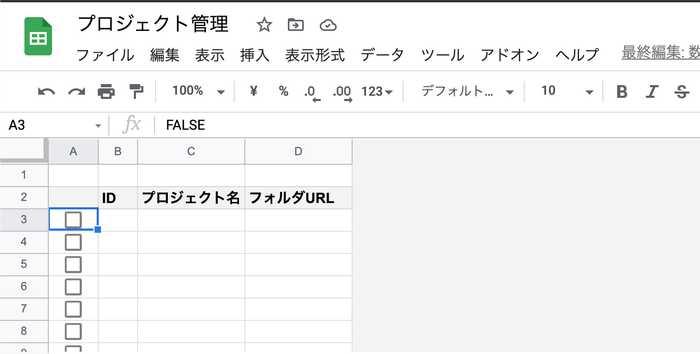 プロジェクト管理
ファイル 編集 表示 挿入 表示形式 データ ツール アドオン ヘルプ 最終編集: 数
100% ¥ % .0 .00 123 デフォルト... 10 B I S
A3 fx FALSE
A B C D
1
2 ID プロジェクト名 フォルダURL
3
4
5
6
7
8